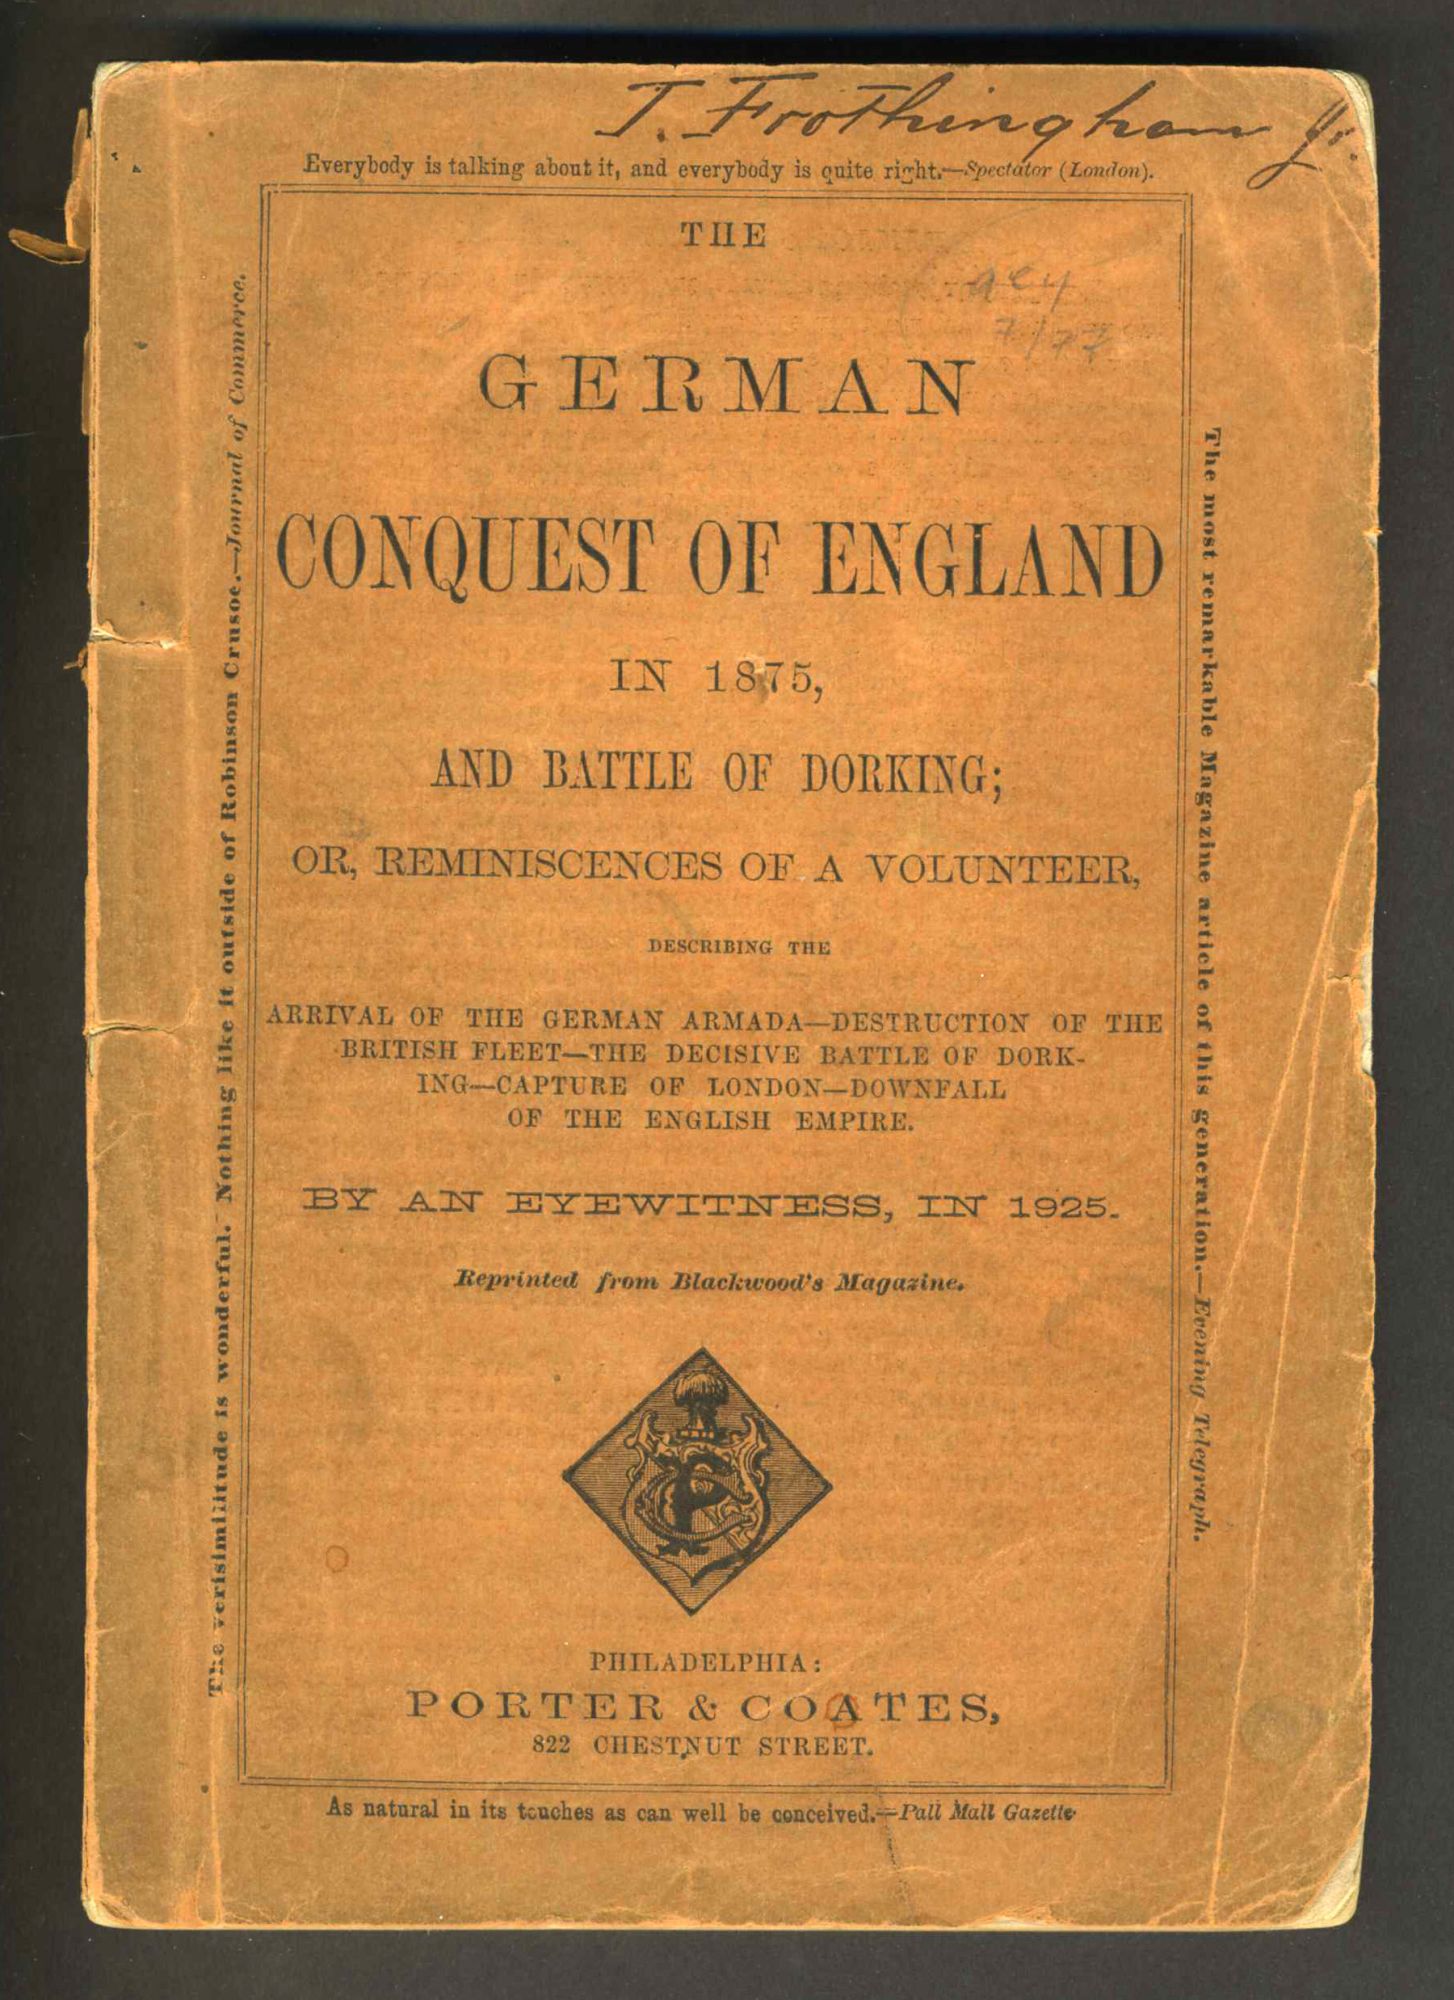 J. Frothingham Jr.
Everybody is talking about it, and everybody is quite right.—Spectator (London).
THE
GERMAN
CONQUEST OF ENGLAND
IN 1875,
AND BATTLE OF DORKING;
OR, REMINISCENCES OF A VOLUNTEER,
DESCRIBING THE
ARRIVAL OF THE GERMAN ARMADA—DESTRUCTION OF THE
BRITISH FLEET—THE DECISIVE BATTLE OF DORK-
ING—CAPTURE OF LONDON—DOWNFALL
OF THE ENGLISH EMPIRE.
BY AN EYEWITNESS, IN 1925.
Reprinted from Blackwood's Magazine.
PHILADELPHIA:
PORTER & COATES,
822 CHESTNUT STREET.
As natural in its touches as can well be conceived.—Pall Mall Gazette
The verisimilitude is wonderful. Nothing like it outside of Robinson Crusoe.—Journal of Commerce.
The most remarkable Magazine article of this generation.—Evening Telegraph.